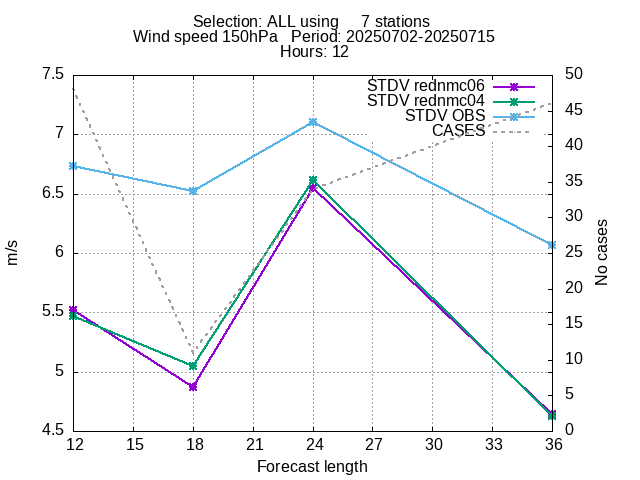 Selection: ALL using     7 stations
Wind speed 150hPa   Period: 20250702-20250715
Hours: 12
STDV rednmc06
STDV rednmc04
STDV OBS
CASES
7.5
7
6.5
6
5.5
5
4.5
m/s
50
45
40
35
30
25
20
15
10
5
0
No cases
12 15 18 21 24 27 30 33 36
Forecast length